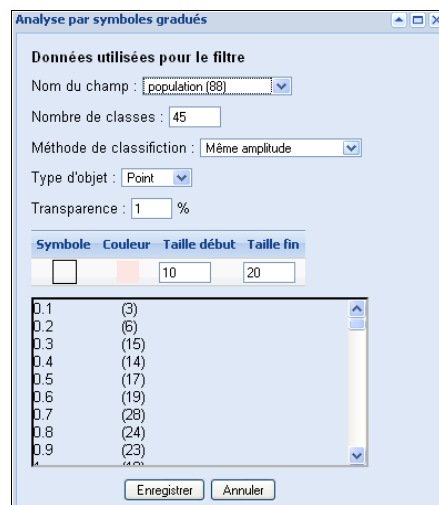 Analyse par symboles gradués
Données utilisées pour le filtre
Nom du champ : population (88)
Nombre de classes : 45
Méthode de classifiction : Même amplitude
Type d'objet : Point
Transparence : 1 %
Symbole Couleur Taille début Taille fin
10 20
0.1 (3)
0.2 (6)
0.3 (15)
0.4 (14)
0.5 (17)
0.6 (19)
0.7 (28)
0.8 (24)
0.9 (23)
Enregistrer Annuler